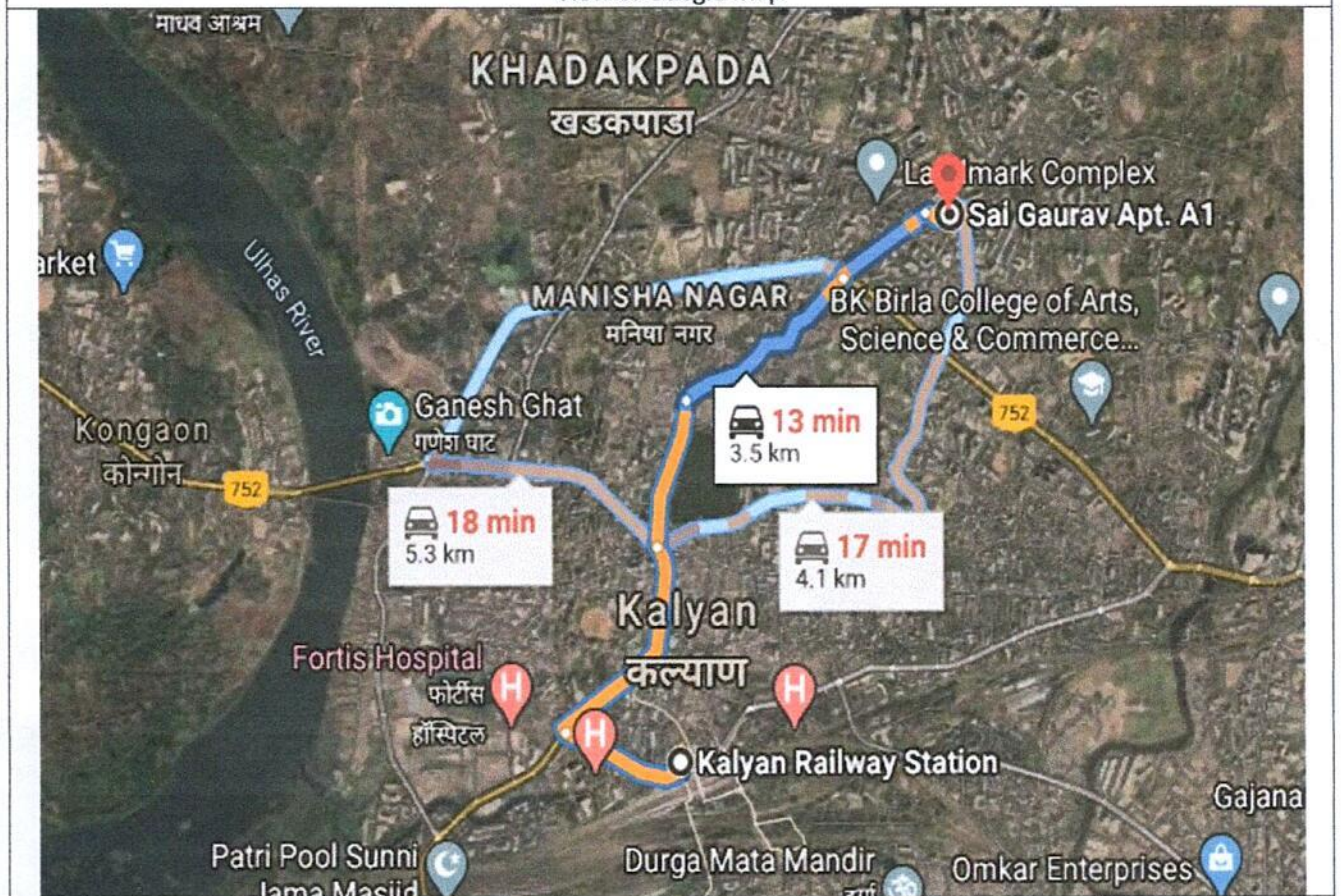 माधव आश्रम
KHADAKPADA
खडकपाडा
Landmark Complex
Sai Gaurav Apt. A1
arket
Ulhas River
MANISHA NAGAR
मनिषा नगर
BK Birla College of Arts,
Science & Commerce...
Ganesh Ghat
गणेश घाट
Kongaon
कोनगोन
752
752
13 min
3.5 km
18 min
5.3 km
17 min
4.1 km
Kalyan
कल्याण
Fortis Hospital
फोर्टीस
हॉस्पिटल
H
H
H
Kalyan Railway Station
Gajana
Patri Pool Sunni
Jama Masjid
Durga Mata Mandir
Omkar Enterprises